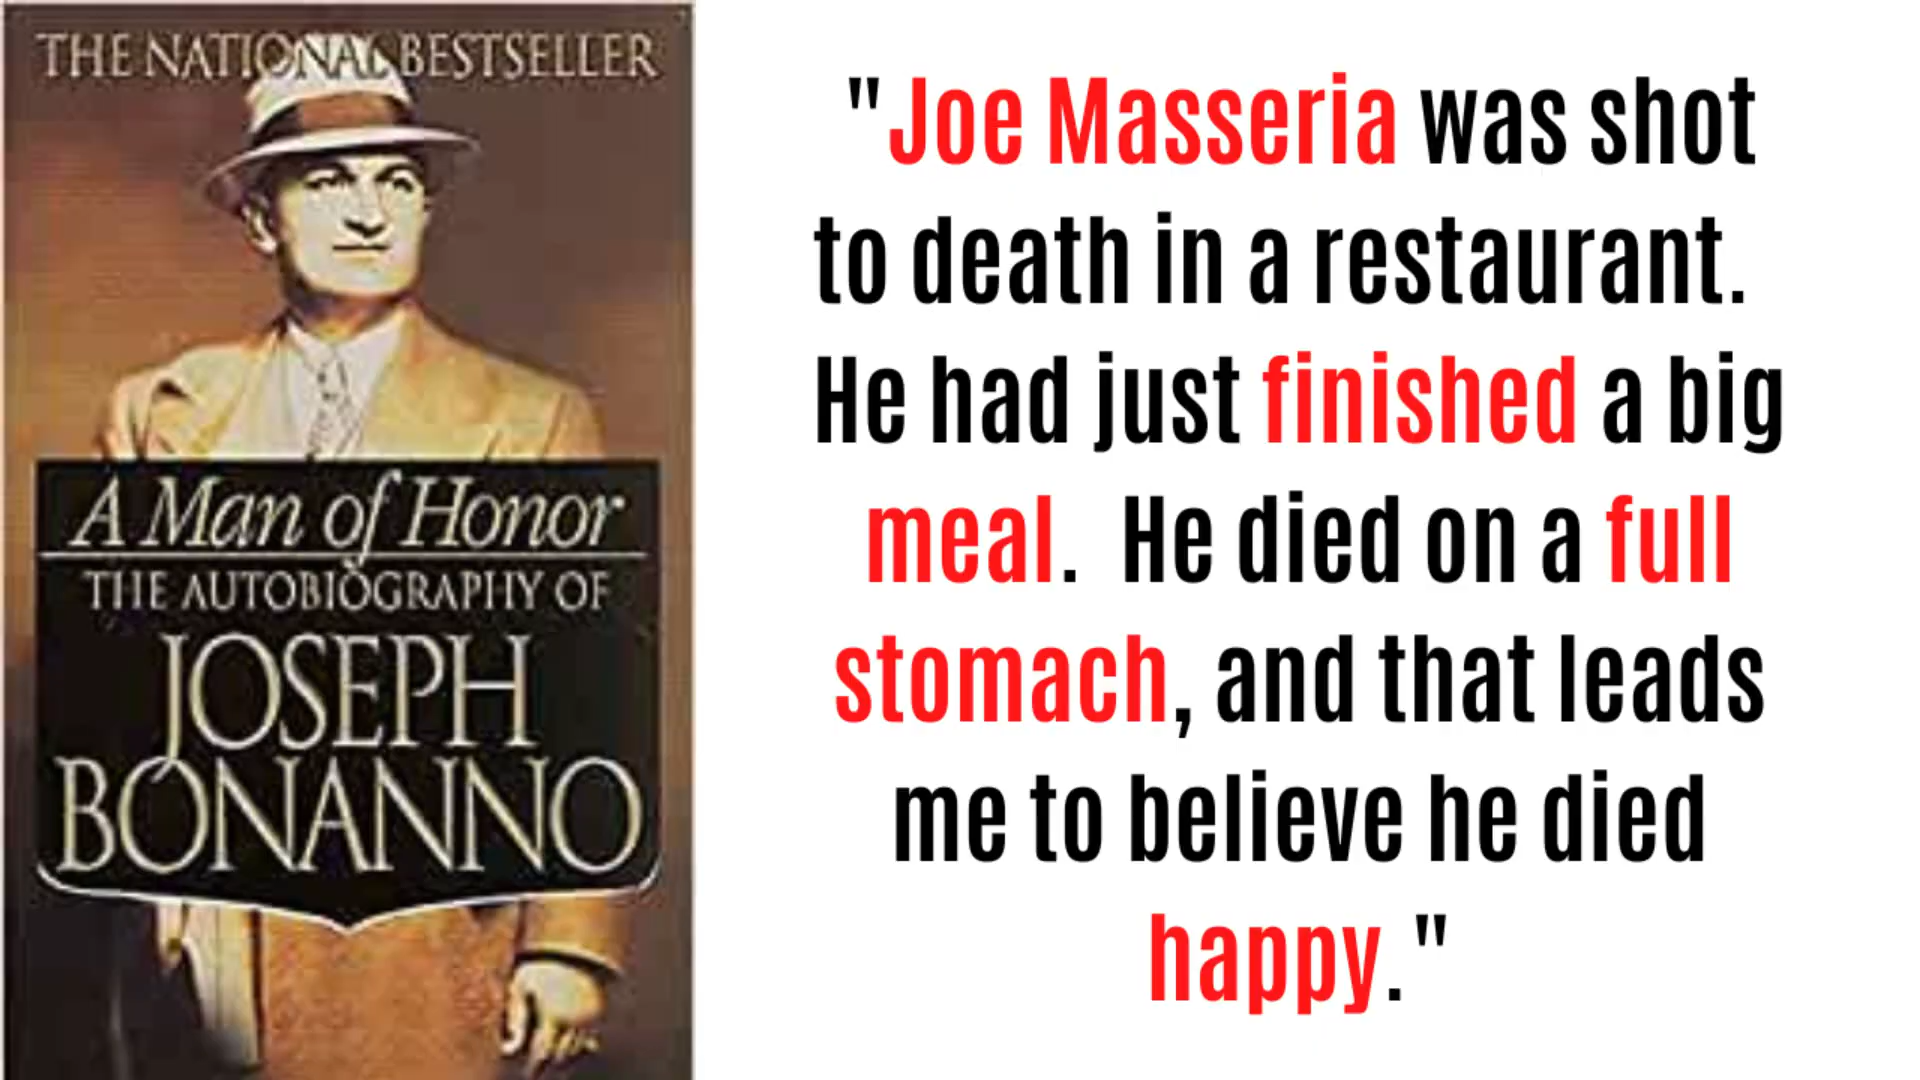 THE NATIONAL BESTSELLER
A Man of Honor
THE AUTOBIOGRAPHY OF
JOSEPH
BONANNO
"Joe Masseria was shot
to death in a restaurant.
He had just finished a big
meal.  He died on a full
stomach, and that leads
me to believe he died
happy."